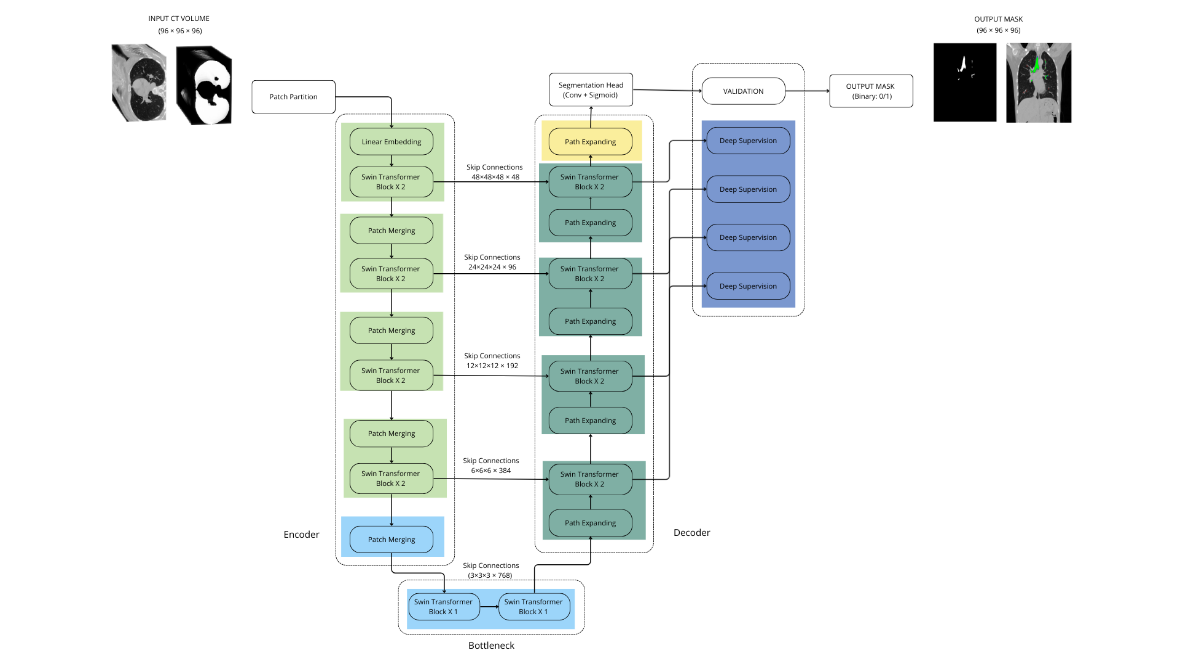 INPUT CT VOLUME
(96 × 96 × 96)
OUTPUT MASK
(96 × 96 × 96)
Patch Partition
Segmentation Head
(Conv + Sigmoid)
VALIDATION
OUTPUT MASK
(Binary: 0/1)
Linear Embedding
Swin Transformer
Block X 2
Patch Merging
Swin Transformer
Block X 2
Patch Merging
Swin Transformer
Block X 2
Patch Merging
Swin Transformer
Block X 2
Patch Merging
Encoder
Skip Connections
48×48×48 × 48
Skip Connections
24×24×24 × 96
Skip Connections
12×12×12 × 192
Skip Connections
6×6×6 × 384
Skip Connections
(3×3×3 × 768)
Swin Transformer
Block X 1
Swin Transformer
Block X 1
Bottleneck
Path Expanding
Swin Transformer
Block X 2
Path Expanding
Swin Transformer
Block X 2
Path Expanding
Swin Transformer
Block X 2
Path Expanding
Swin Transformer
Block X 2
Path Expanding
Decoder
Deep Supervision
Deep Supervision
Deep Supervision
Deep Supervision